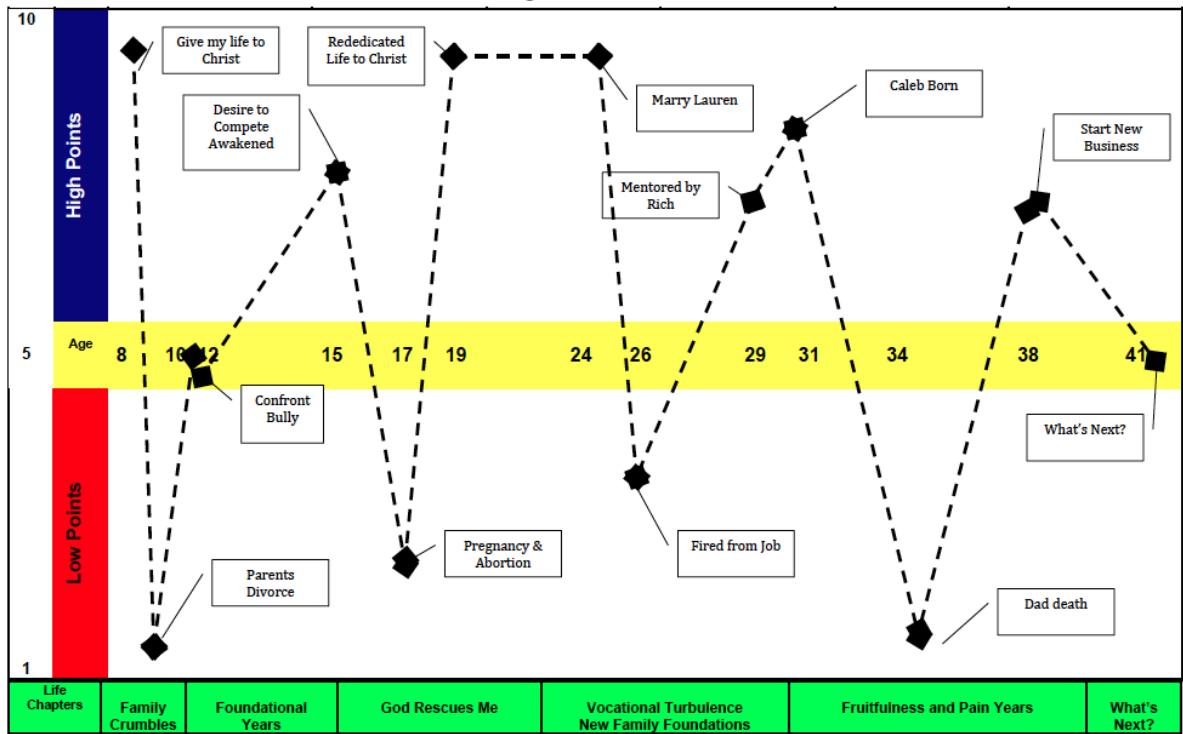 10
Give my life to
Christ
Rededicated
Life to Christ
Marry Lauren
Caleb Born
Desire to
Compete
Awakened
Start New
Business
High Points
Mentored by
Rich
5
Age
8
10
12
15
17
19
24
26
29
31
34
38
41
Confront
Bully
What's Next?
Low Points
Pregnancy &
Abortion
Fired from Job
Parents
Divorce
Dad death
1
Life
Chapters
Family
Crumbles
Foundational
Years
God Rescues Me
Vocational Turbulence
New Family Foundations
Fruitfulness and Pain Years
What's
Next?